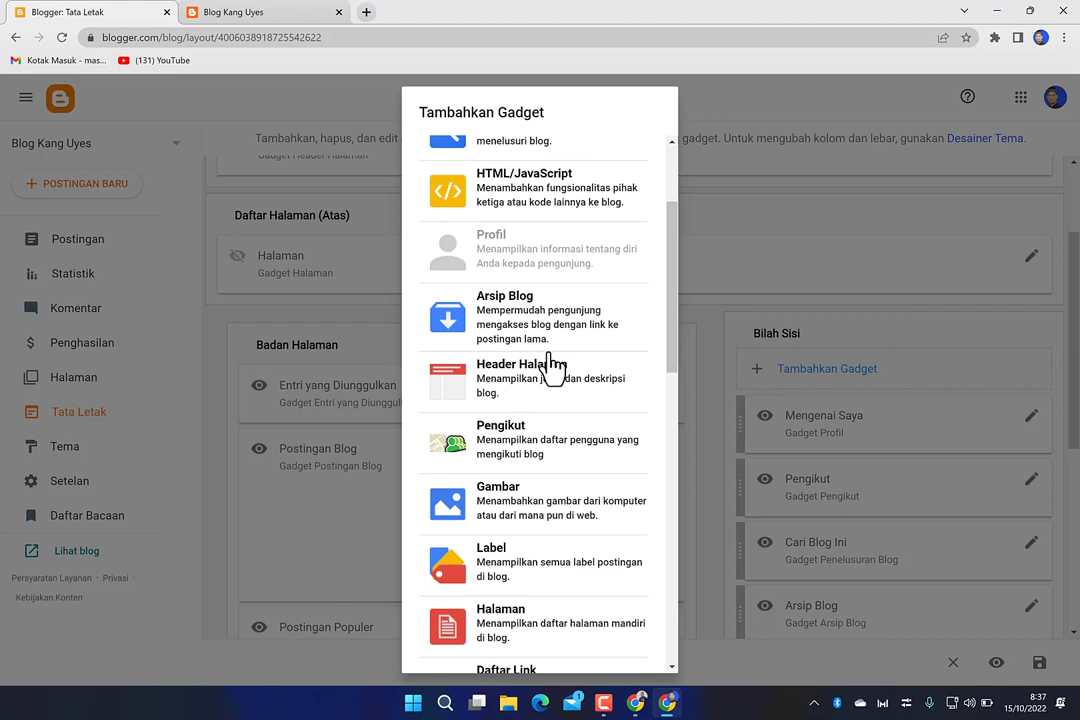 Blogger: Tata Letak
Blog Kang Uyes
blogger.com/blog/layout/4006038918725542622
Kotak Masuk - mas...
(131) YouTube
Blog Kang Uyes
POSTINGAN BARU
Postingan
Statistik
Komentar
Penghasilan
Halaman
Tata Letak
Tema
Setelan
Daftar Bacaan
Lihat blog
Persyaratan Layanan · Privasi ·
Kebijakan Konten
Tambahkan, hapus, dan edit
gadget. Untuk mengubah kolom dan lebar, gunakan Desainer Tema.
Gadget Header Halaman
Daftar Halaman (Atas)
Halaman
Gadget Halaman
Badan Halaman
Entri yang Diunggulkan
Gadget Entri yang Diunggul
Postingan Blog
Gadget Postingan Blog
Postingan Populer
Tambahkan Gadget
menelusuri blog.
HTML/JavaScript
Menambahkan fungsionalitas pihak
ketiga atau kode lainnya ke blog.
Profil
Menampilkan informasi tentang diri
Anda kepada pengunjung.
Arsip Blog
Mempermudah pengunjung
mengakses blog dengan link ke
postingan lama.
Header Halaman
Menampilkan dan deskripsi
blog.
Pengikut
Menampilkan daftar pengguna yang
mengikuti blog
Gambar
Menambahkan gambar dari komputer
atau dari mana pun di web.
Label
Menampilkan semua label postingan
di blog.
Halaman
Menampilkan daftar halaman mandiri
di blog.
Daftar Link
Bilah Sisi
Tambahkan Gadget
Mengenai Saya
Gadget Profil
Pengikut
Gadget Pengikut
Cari Blog Ini
Gadget Penelusuran Blog
Arsip Blog
Gadget Arsip Blog
1
8:37
15/10/2022